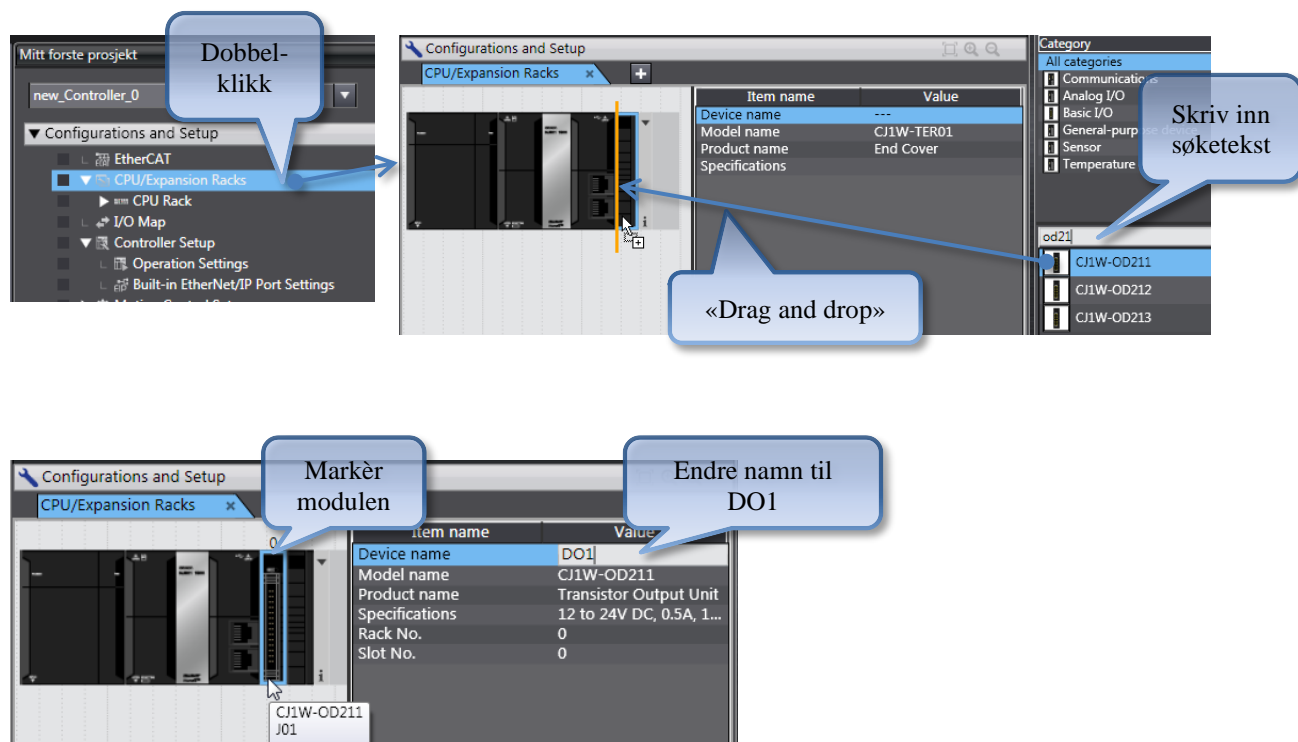 Mitt forste prosjekt
Dobbel-
klikk
new_Controller_0
Configurations and Setup
EtherCAT
CPU/Expansion Racks
CPU Rack
I/O Map
Controller Setup
Operation Settings
Built-in EtherNet/IP Port Settings
Configurations and Setup
CPU/Expansion Racks
Item name Value
Device name ---
Model name CJ1W-TER01
Product name End Cover
Specifications
«Drag and drop»
Category
All categories
Communications
Analog I/O
Basic I/O
General-purpose device
Sensor
Temperature
Skriv inn
søketekst
od21
CJ1W-OD211
CJ1W-OD212
CJ1W-OD213
Configurations and Setup
CPU/Expansion Racks
Markèr
modulen
Endre namn til
DO1
0
Item name Value
Device name DO1
Model name CJ1W-OD211
Product name Transistor Output Unit
Specifications 12 to 24V DC, 0.5A, 1...
Rack No. 0
Slot No. 0
CJ1W-OD211
J01